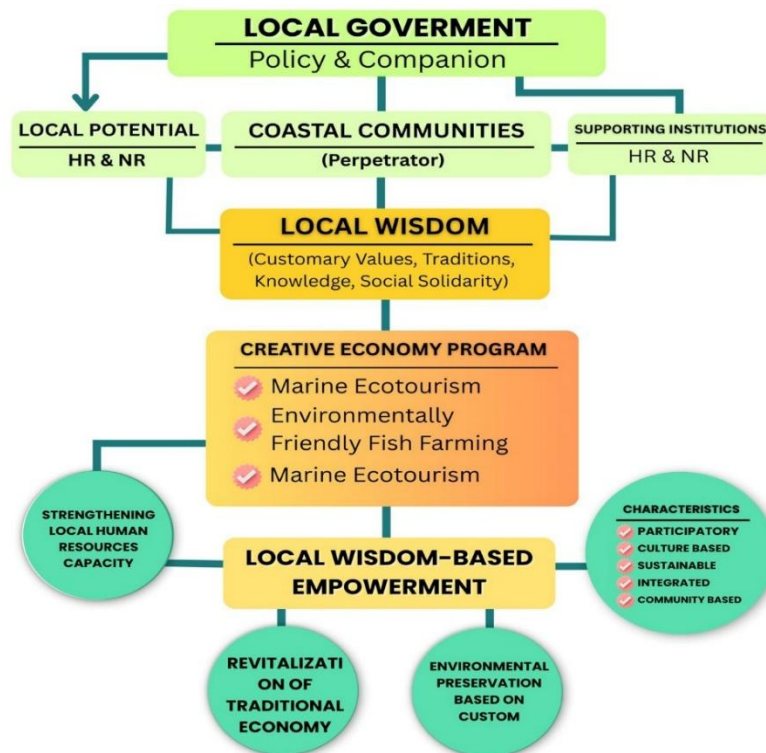 LOCAL GOVERMENT
Policy & Companion
LOCAL POTENTIAL
HR & NR
COASTAL COMMUNITIES
(Perpetrator)
SUPPORTING INSTITUTIONS
HR & NR
LOCAL WISDOM
(Customary Values, Traditions,
Knowledge, Social Solidarity)
CREATIVE ECONOMY PROGRAM
Marine Ecotourism
Environmentally
Friendly Fish Farming
Marine Ecotourism
STRENGTHENING
LOCAL HUMAN
RESOURCES
CAPACITY
CHARACTERISTICS
PARTICIPATORY
CULTURE BASED
SUSTAINABLE
INTEGRATED
COMMUNITY BASED
LOCAL WISDOM-BASED
EMPOWERMENT
REVITALIZATI
ON OF
TRADITIONAL
ECONOMY
ENVIRONMENTAL
PRESERVATION
BASED ON
CUSTOM